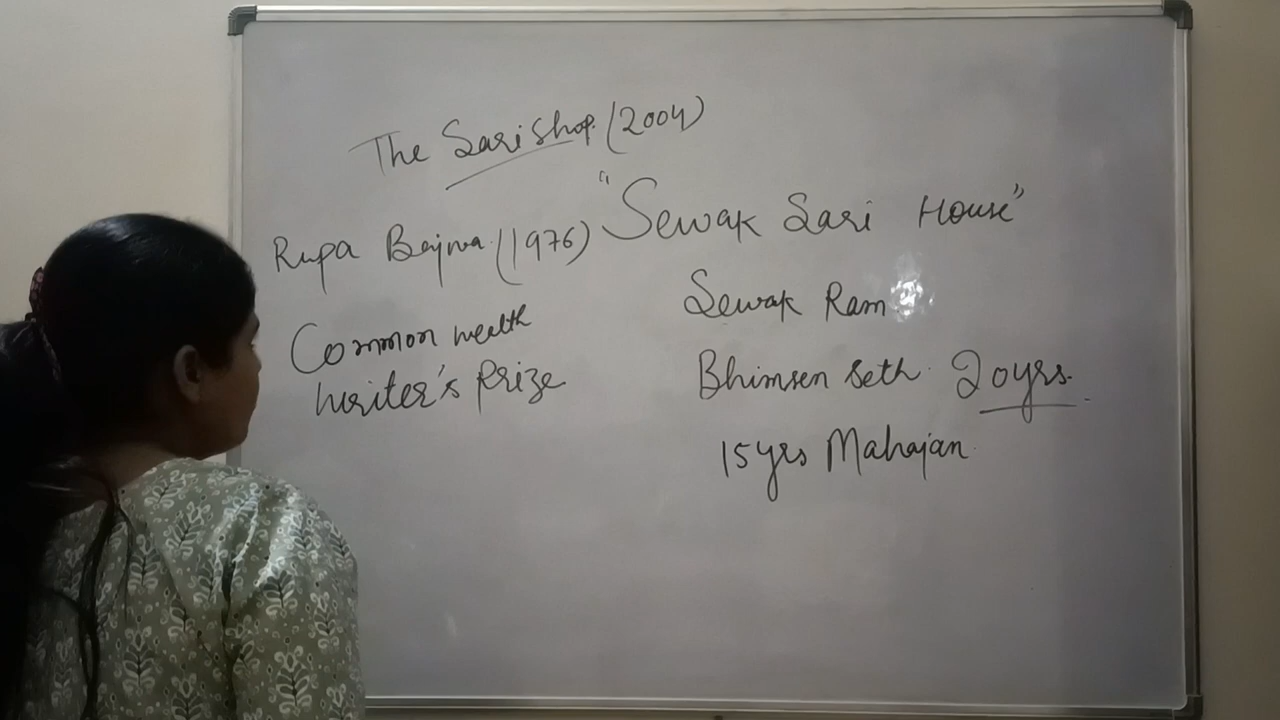 The Sari Shop. (2004)
Rupa Bajwa. (1976)
"Sewak Sari House"
Common wealth
Writer's Prize
Sewak Ram
Bhimsen Seth. 20yrs.
15yrs Mahajan